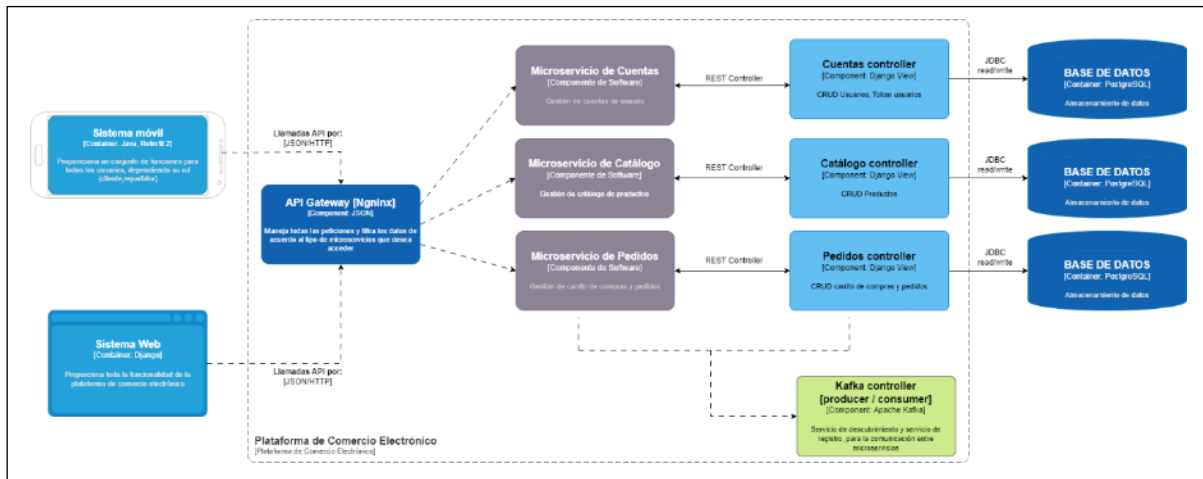 Sistema móvil
[Container: Java, Retrofit 2]
Proporciona un conjunto de funciones para
todos los usuarios, dependiendo su rol
(cliente,repartidor)
Sistema Web
[Container: Django]
Proporciona toda la funcionalidad de la
plataforma de comercio electrónico
Llamadas API por:
[JSON/HTTP]
Llamadas API por:
[JSON/HTTP]
API Gateway [Ngninx]
[Component: JSON]
Maneja todas las peticiones y filtra los datos de
acuerdo al tipo de microservicios que desea
acceder
Microservicio de Cuentas
[Componente de Software]
Gestión de cuentas de usuario
REST Controller
Cuentas controller
[Component: Django View]
CRUD Usuarios, Token usuarios
JDBC
read/write
BASE DE DATOS
[Container: PostgreSQL]
Almacenamiento de datos
Microservicio de Catálogo
[Componente de Software]
Gestión de catálogo de productos
REST Controller
Catálogo controller
[Component: Django View]
CRUD Productos
JDBC
read/write
BASE DE DATOS
[Container: PostgreSQL]
Almacenamiento de datos
Microservicio de Pedidos
[Componente de Software]
Gestión de carrito de compras y pedidos
REST Controller
Pedidos controller
[Component: Django View]
CRUD carrito de compras y pedidos
JDBC
read/write
BASE DE DATOS
[Container: PostgreSQL]
Almacenamiento de datos
Kafka controller
[producer / consumer]
[Component: Apache Kafka]
Servicio de descubrimiento y servicio de
registro, para la comunicación entre
microservicios
Plataforma de Comercio Electrónico
[Plataforma de Comercio Electrónico]